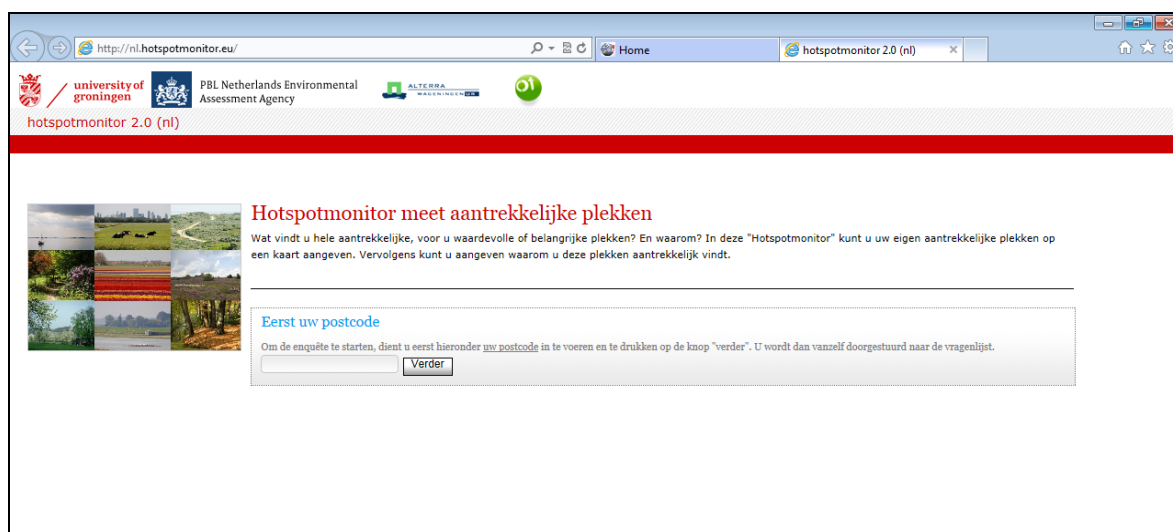 http://nl.hotspotmonitor.eu/
Home
hotspotmonitor 2.0 (nl)
university of
groningen
PBL Netherlands Environmental
Assessment Agency
ALTERRA
WAGENINGEN UR
hotspotmonitor 2.0 (nl)
Hotspotmonitor meet aantrekkelijke plekken
Wat vindt u hele aantrekkelijke, voor u waardevolle of belangrijke plekken? En waarom? In deze "Hotspotmonitor" kunt u uw eigen aantrekkelijke plekken op
een kaart aangeven. Vervolgens kunt u aangeven waarom u deze plekken aantrekkelijk vindt.
Eerst uw postcode
Om de enquête te starten, dient u eerst hieronder uw postcode in te voeren en te drukken op de knop "verder". U wordt dan vanzelf doorgestuurd naar de vragenlijst.
Verder